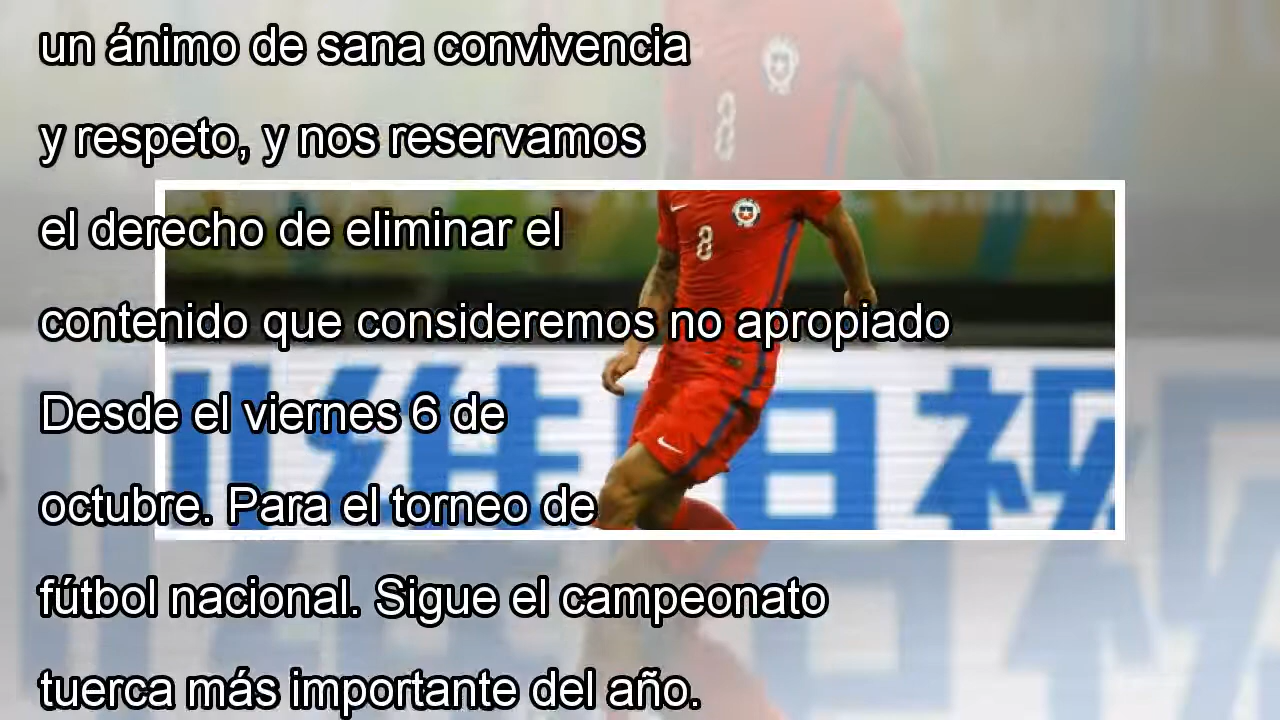 un ánimo de sana convivencia
y respeto, y nos reservamos
el derecho de eliminar el
contenido que consideremos no apropiado
Desde el viernes 6 de
octubre. Para el torneo de
fútbol nacional. Sigue el campeonato
tuerca más importante del año.
8
8